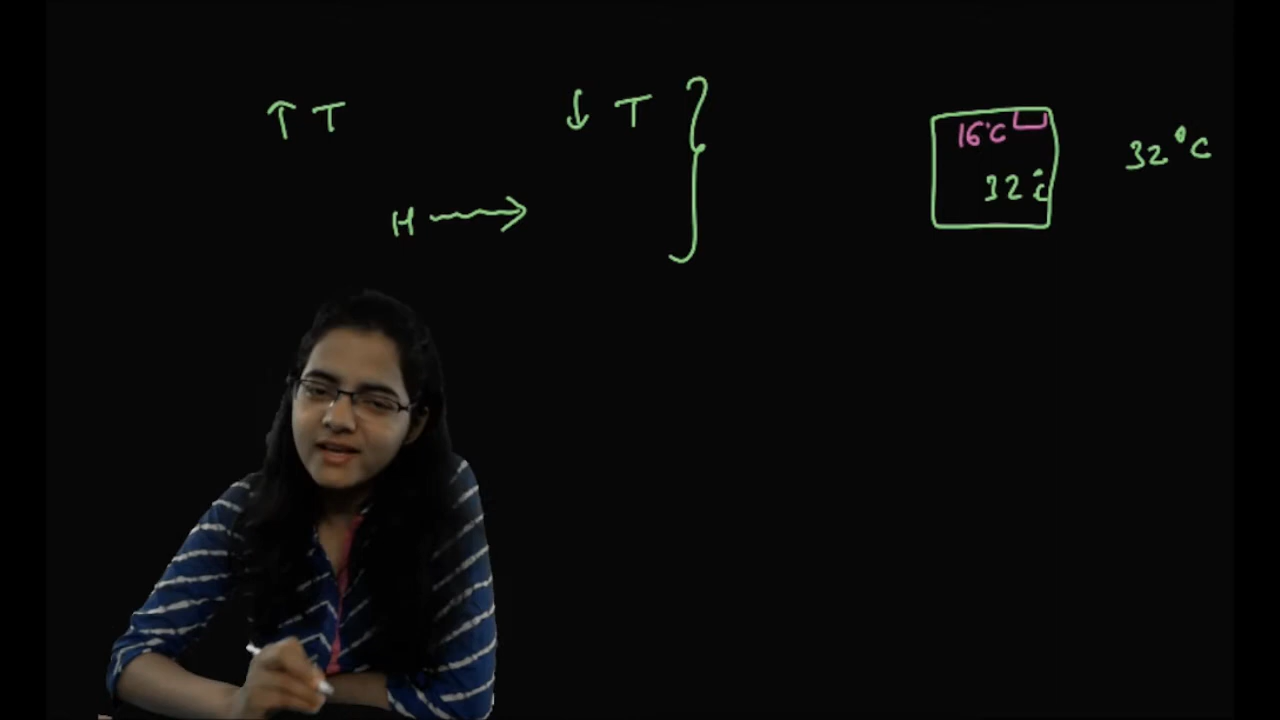 ↑ T ↓ T }
H → 
16°C
32°C
32°C